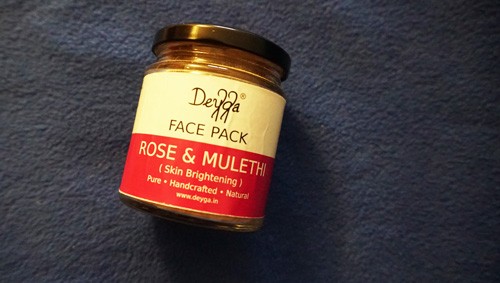 Deyga®
FACE PACK
ROSE & MULETHI
( Skin Brightening )
Pure • Handcrafted • Natural
www.deyga.in